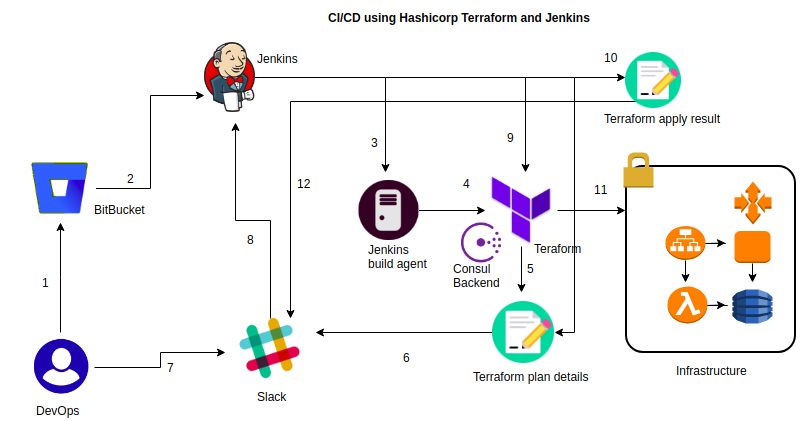 CI/CD using Hashicorp Terraform and Jenkins
Jenkins
10
Terraform apply result
2
3
9
BitBucket
12
4
11
Jenkins
build agent
Consul
Backend
Teraform
1
8
5
6
7
Terraform plan details
Infrastructure
DevOps
Slack